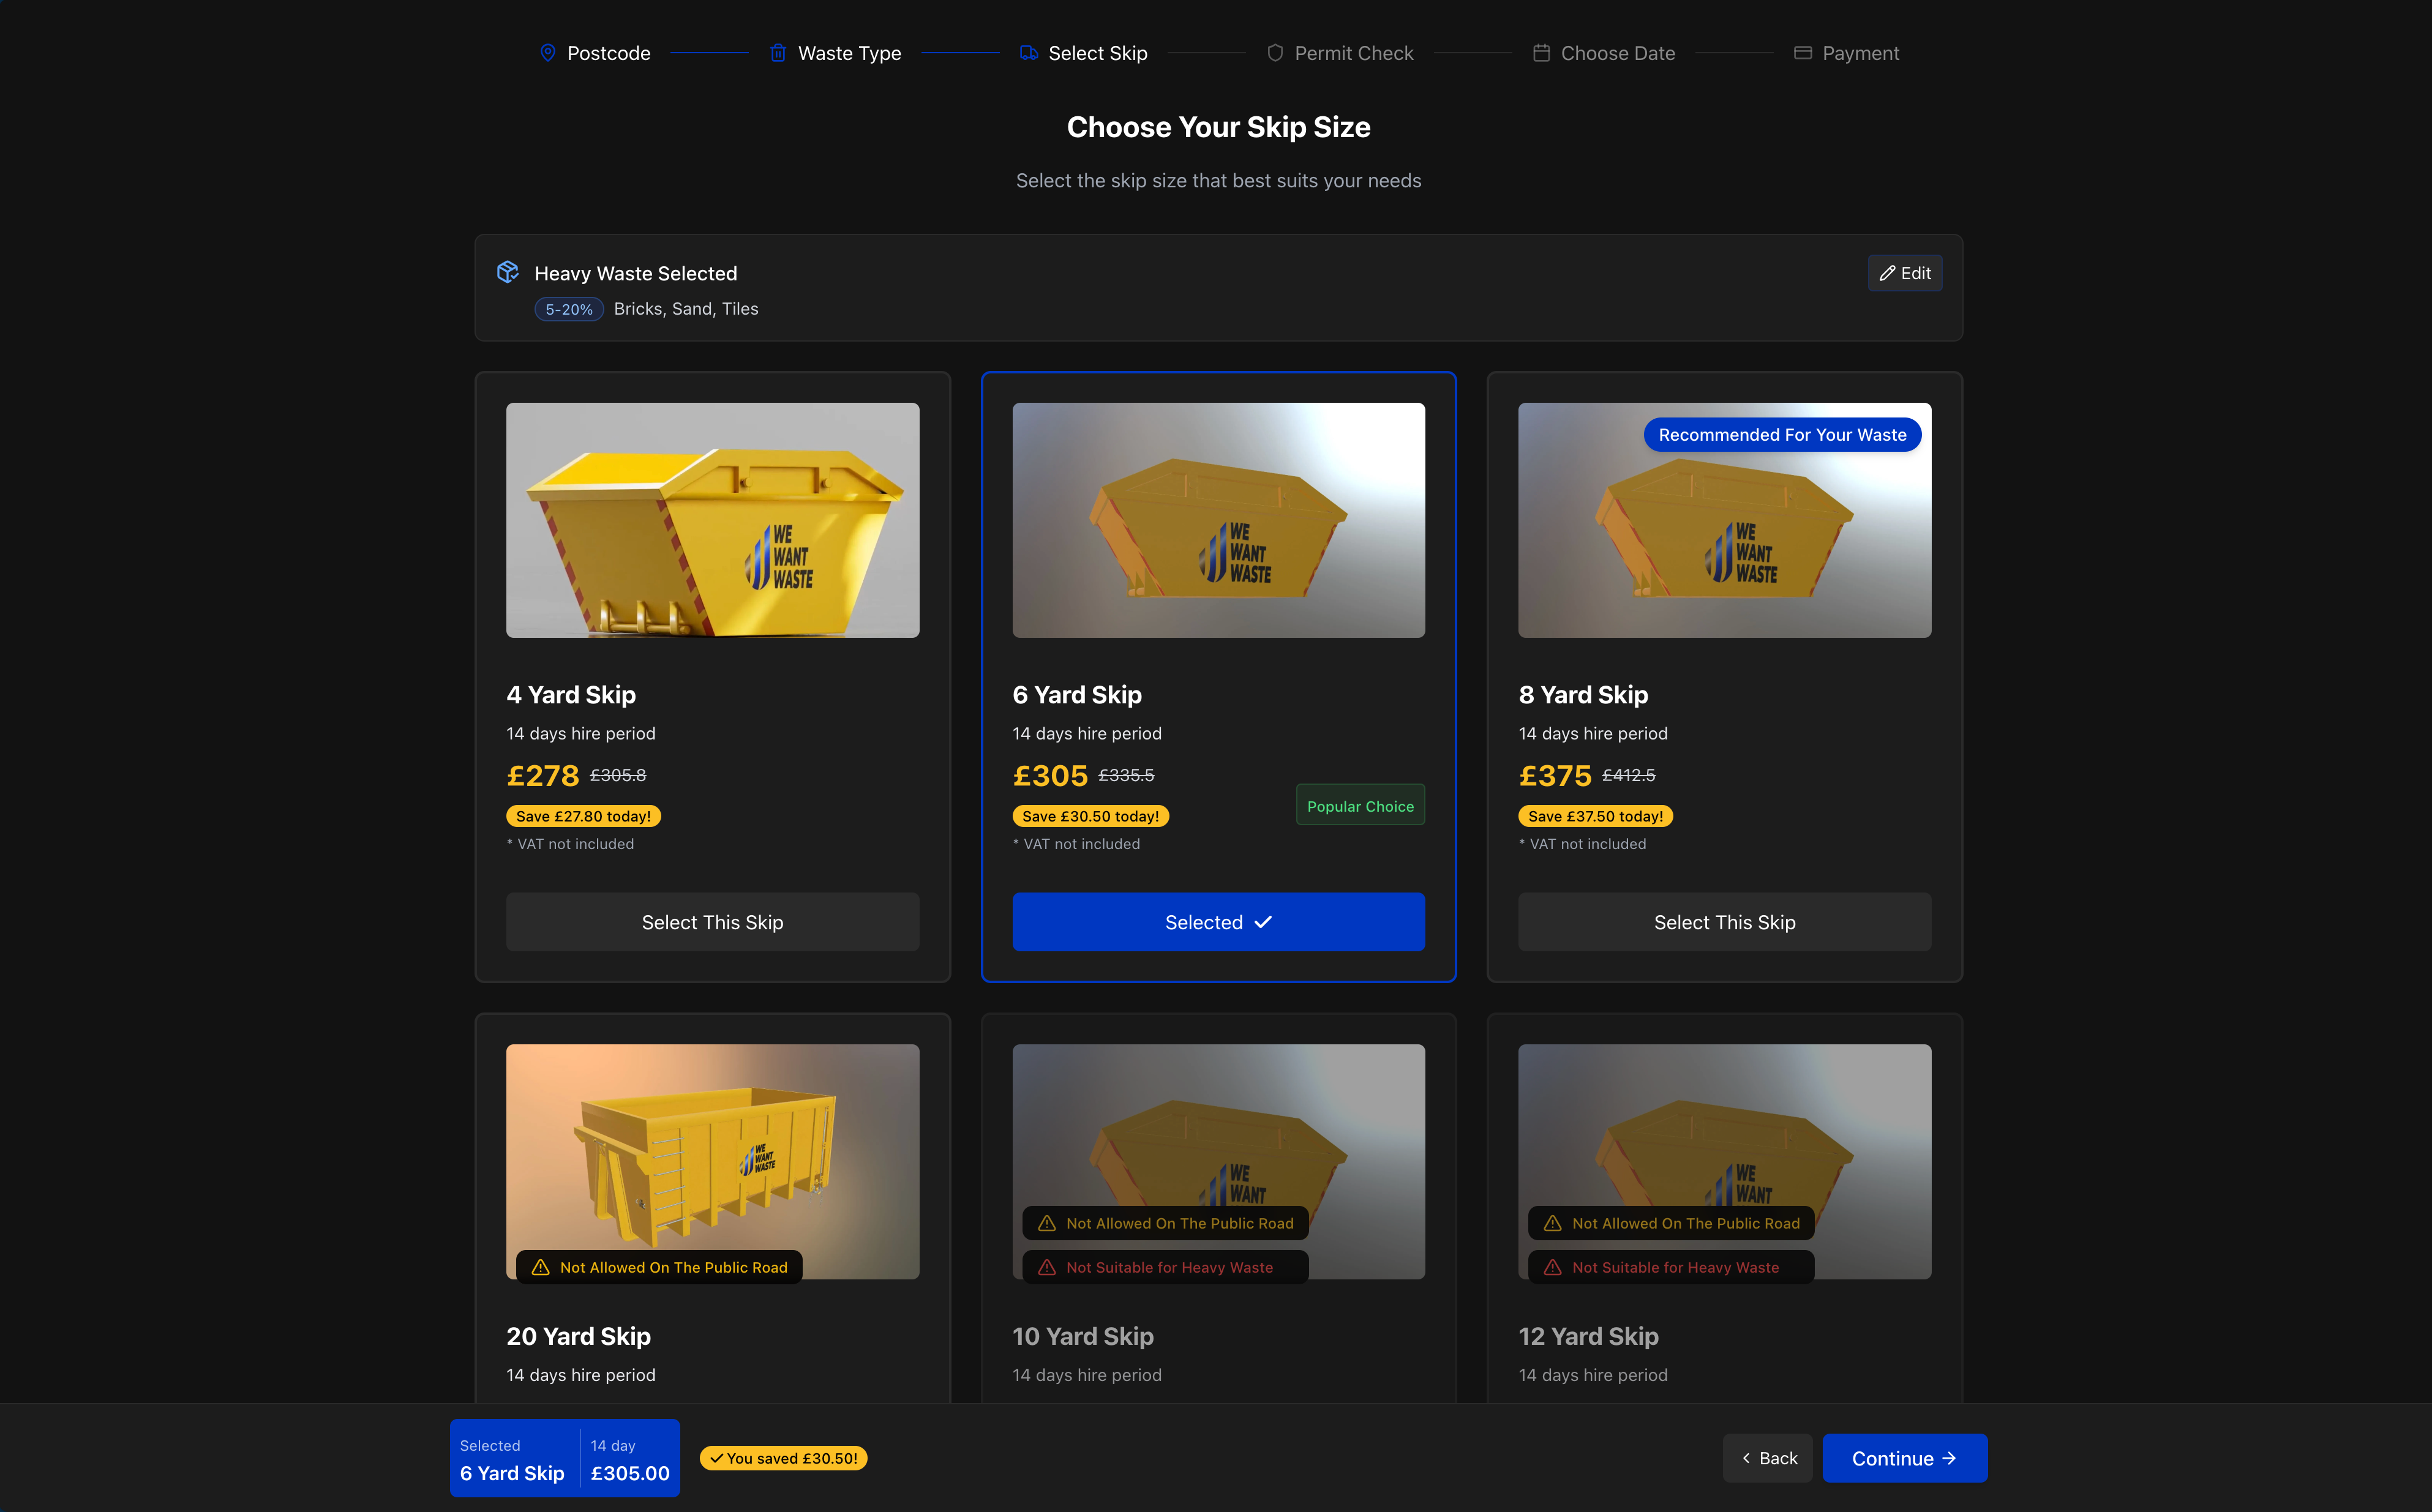 Postcode
Waste Type
Select Skip
Permit Check
Choose Date
Payment
Choose Your Skip Size
Select the skip size that best suits your needs
Heavy Waste Selected
5-20% Bricks, Sand, Tiles
Edit
WE
WANT
WASTE
4 Yard Skip
14 days hire period
£278 £305.8
Save £27.80 today!
* VAT not included
Select This Skip
WE
WANT
WASTE
6 Yard Skip
14 days hire period
£305 £335.5
Save £30.50 today!
* VAT not included
Popular Choice
Selected
Recommended For Your Waste
WE
WANT
WASTE
8 Yard Skip
14 days hire period
£375 £412.5
Save £37.50 today!
* VAT not included
Select This Skip
WE
WANT
WASTE
Not Allowed On The Public Road
20 Yard Skip
14 days hire period
WE
WANT
Not Allowed On The Public Road
Not Suitable for Heavy Waste
10 Yard Skip
14 days hire period
WE
WANT
Not Allowed On The Public Road
Not Suitable for Heavy Waste
12 Yard Skip
14 days hire period
Selected
6 Yard Skip
14 day
£305.00
You saved £30.50!
Back
Continue